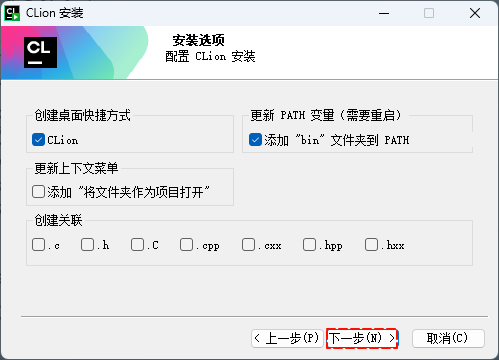 CLion 安装
CL
安装选项
配置 CLion 安装
创建桌面快捷方式
CLion
更新 PATH 变量（需要重启）
添加 "bin" 文件夹到 PATH
更新上下文菜单
添加 "将文件夹作为项目打开"
创建关联
.c .h .C .cpp .cxx .hpp .hxx
< 上一步(P) 下一步(N) > 取消(C)